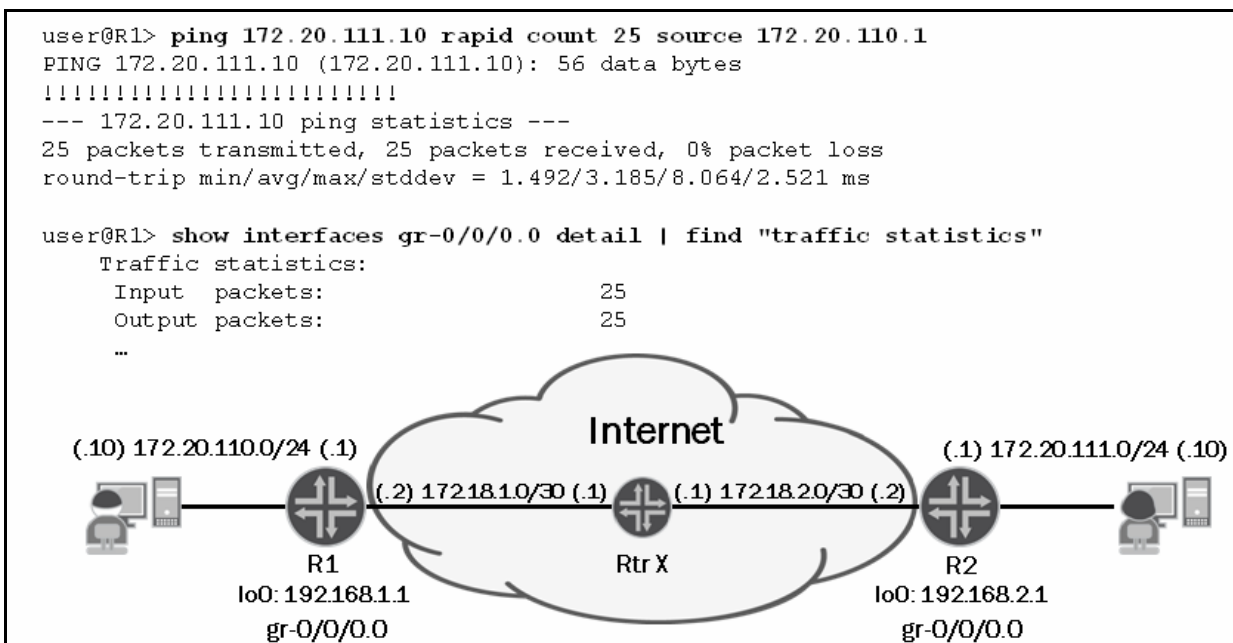 user@R1> ping 172.20.111.10 rapid count 25 source 172.20.110.1
PING 172.20.111.10 (172.20.111.10): 56 data bytes
!!!!!!!!!!!!!!!!!!!!!!!!!
--- 172.20.111.10 ping statistics ---
25 packets transmitted, 25 packets received, 0% packet loss
round-trip min/avg/max/stddev = 1.492/3.185/8.064/2.521 ms
user@R1> show interfaces gr-0/0/0.0 detail | find "traffic statistics"
Traffic statistics:
Input packets: 25
Output packets: 25
…
Internet
(.10) 172.20.110.0/24 (.1)
(.1) 172.20.111.0/24 (.10)
(.2) 172.18.1.0/30 (.1)
(.1) 172.18.2.0/30 (.2)
R1
Rtr X
R2
lo0: 192.168.1.1
lo0: 192.168.2.1
gr-0/0/0.0
gr-0/0/0.0